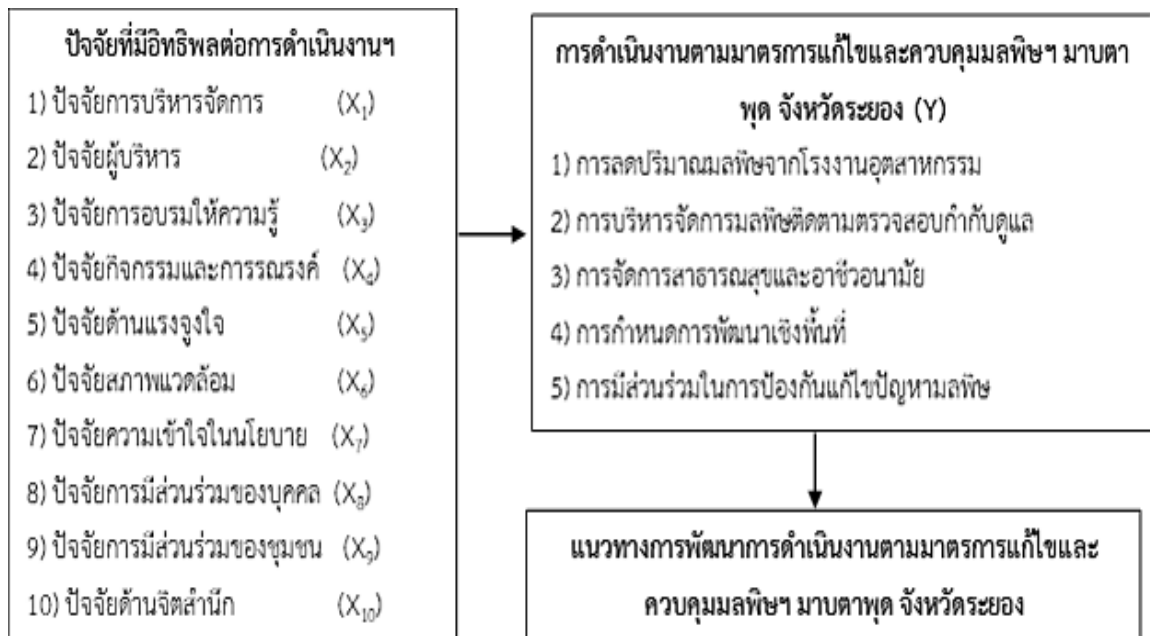 ปัจจัยที่มีอิทธิพลต่อการดำเนินงานฯ
1) ปัจจัยการบริหารจัดการ (X₁)
2) ปัจจัยผู้บริหาร (X₂)
3) ปัจจัยการอบรมให้ความรู้ (X₃)
4) ปัจจัยกิจกรรมและการรณรงค์ (X₄)
5) ปัจจัยด้านแรงจูงใจ (X₅)
6) ปัจจัยสภาพแวดล้อม (X₆)
7) ปัจจัยความเข้าใจในนโยบาย (X₇)
8) ปัจจัยการมีส่วนร่วมของบุคคล (X₈)
9) ปัจจัยการมีส่วนร่วมของชุมชน (X₉)
10) ปัจจัยด้านจิตสำนึก (X₁₀)
การดำเนินงานตามมาตรการแก้ไขและควบคุมมลพิษฯ มาบตา
พุด จังหวัดระยอง (Y)
1) การลดปริมาณมลพิษจากโรงงานอุตสาหกรรม
2) การบริหารจัดการมลพิษติดตามตรวจสอบกำกับดูแล
3) การจัดการสาธารณสุขและอาชีวอนามัย
4) การกำหนดการพัฒนาเชิงพื้นที่
5) การมีส่วนร่วมในการป้องกันแก้ไขปัญหามลพิษ
แนวทางการพัฒนาการดำเนินงานตามมาตรการแก้ไขและ
ควบคุมมลพิษฯ มาบตาพุด จังหวัดระยอง